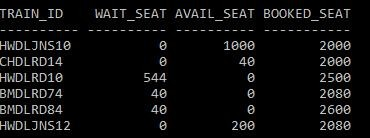 TRAIN_ID WAIT_SEAT AVAIL_SEAT BOOKED_SEAT
---------- ---------- ---------- -----------
HWDLJNS10 0 1000 2000
CHDLRD14 0 40 2000
HWDLRD10 544 0 2500
BMDLRD74 40 0 2080
BMDLRD84 40 0 2600
HWDLJNS12 0 200 2080